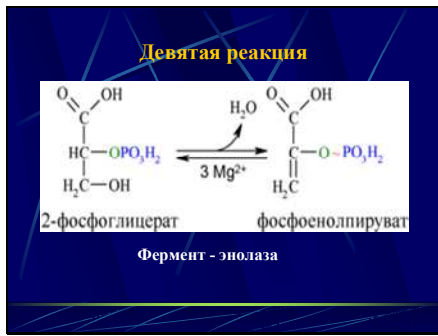 Девятая реакция
O OH
C
HC—OPO₃H₂
H₂C—OH
2-фосфоглицерат
H₂O
3 Mg²⁺
O OH
C
C—O~PO₃H₂
H₂C
фосфоенолпируват
Фермент - энолаза